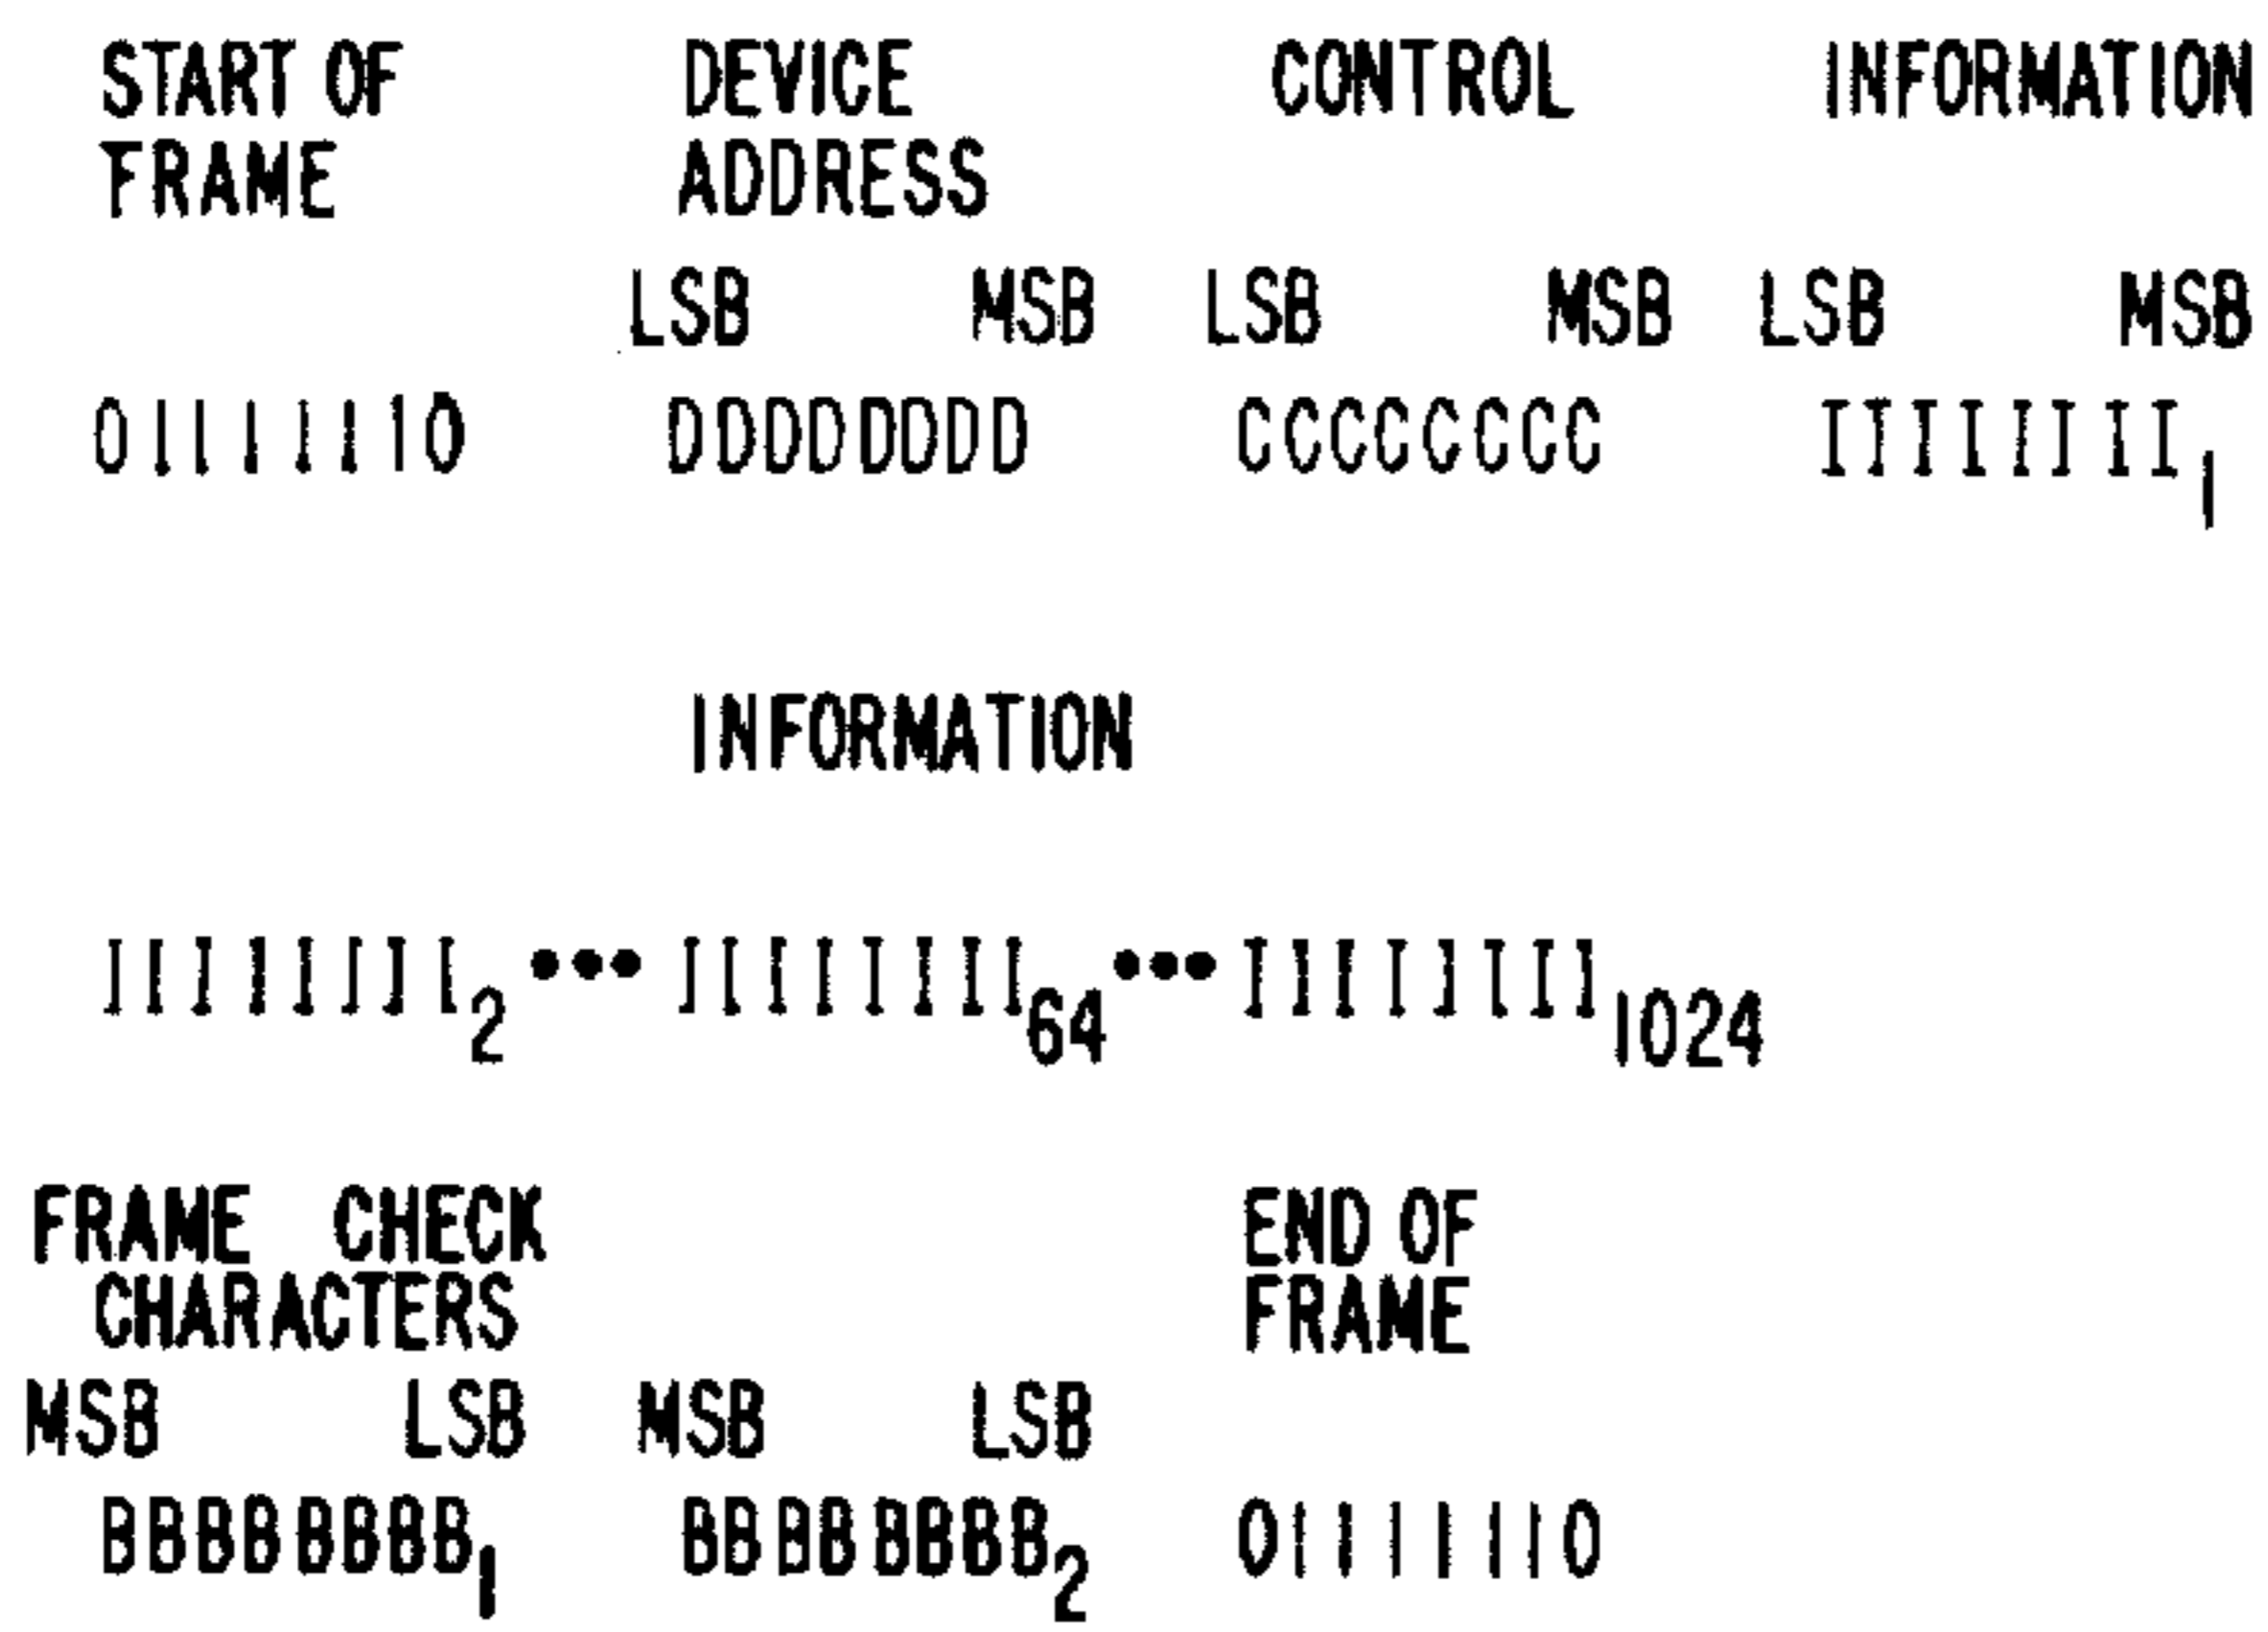 START OF DEVICE CONTROL INFORMATION
FRAME ADDRESS
LSB MSB LSB MSB LSB MSB
01111110 DDDDDDDD CCCCCCCC IIIIIIII1
INFORMATION
IIIIIIII2 ••• IIIIIIII64 ••• IIIIIIII1024
FRAME CHECK END OF
CHARACTERS FRAME
MSB LSB MSB LSB
BBBBBBBB1 BBBBBBBB2 01111110